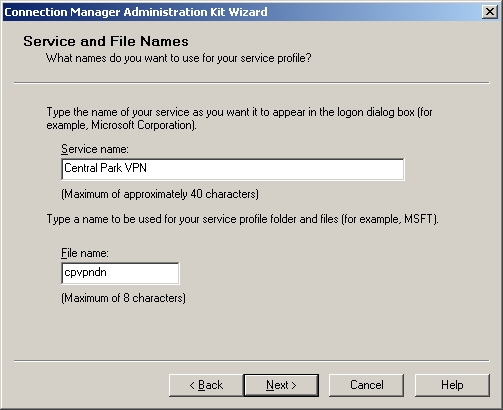 Connection Manager Administration Kit Wizard
Service and File Names
What names do you want to use for your service profile?
Type the name of your service as you want it to appear in the logon dialog box (for
example, Microsoft Corporation).
Service name:
Central Park VPN
(Maximum of approximately 40 characters)
Type a name to be used for your service profile folder and files (for example, MSFT).
File name:
cpvpndn
(Maximum of 8 characters)
< Back Next > Cancel Help